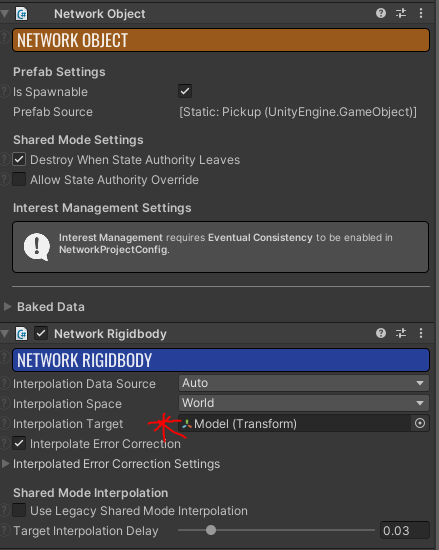 Network Object
NETWORK OBJECT
Prefab Settings
Is Spawnable
Prefab Source [Static: Pickup (UnityEngine.GameObject)]
Shared Mode Settings
Destroy When State Authority Leaves
Allow State Authority Override
Interest Management Settings
Interest Management requires Eventual Consistency to be enabled in
NetworkProjectConfig.
Baked Data
Network Rigidbody
NETWORK RIGIDBODY
Interpolation Data Source Auto
Interpolation Space World
Interpolation Target Model (Transform)
Interpolate Error Correction
Interpolated Error Correction Settings
Shared Mode Interpolation
Use Legacy Shared Mode Interpolation
Target Interpolation Delay 0.03